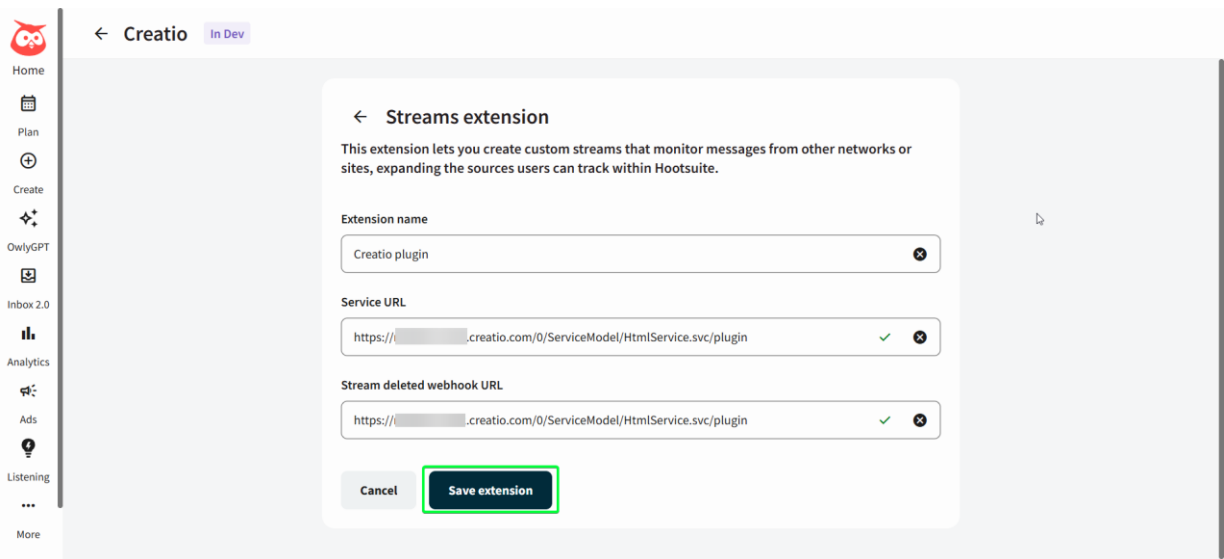 Creatio In Dev
Home
Plan
Create
OwlyGPT
Inbox 2.0
Analytics
Ads
Listening
More
Streams extension
This extension lets you create custom streams that monitor messages from other networks or
sites, expanding the sources users can track within Hootsuite.
Extension name
Creatio plugin
Service URL
https:// .creatio.com/0/ServiceModel/HtmlService.svc/plugin
Stream deleted webhook URL
https:// .creatio.com/0/ServiceModel/HtmlService.svc/plugin
Cancel Save extension